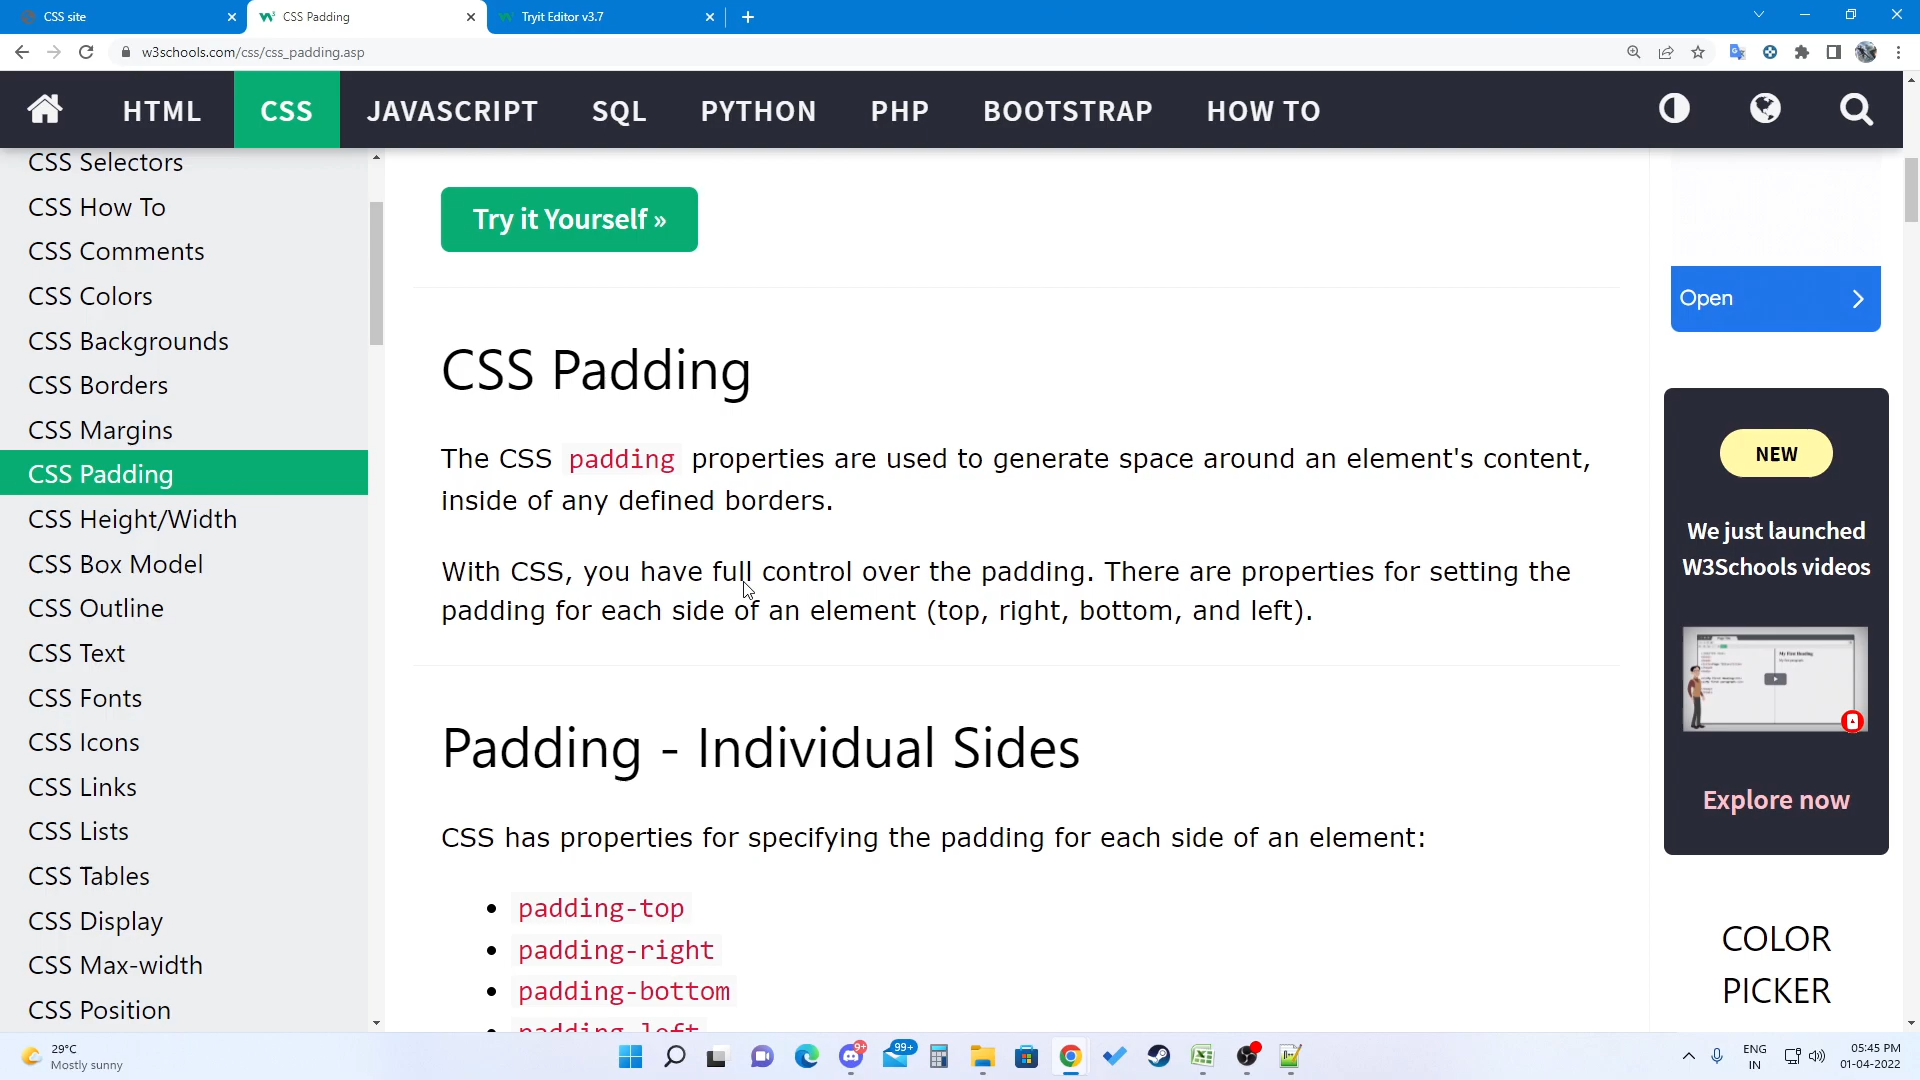 CSS site
CSS Padding
Tryit Editor v3.7
w3schools.com/css/css_padding.asp
HTML
CSS
JAVASCRIPT
SQL
PYTHON
PHP
BOOTSTRAP
HOW TO
CSS Selectors
CSS How To
CSS Comments
CSS Colors
CSS Backgrounds
CSS Borders
CSS Margins
CSS Padding
CSS Height/Width
CSS Box Model
CSS Outline
CSS Text
CSS Fonts
CSS Icons
CSS Links
CSS Lists
CSS Tables
CSS Display
CSS Max-width
CSS Position
Try it Yourself »
CSS Padding
The CSS padding properties are used to generate space around an element's content,
inside of any defined borders.
With CSS, you have full control over the padding. There are properties for setting the
padding for each side of an element (top, right, bottom, and left).
Padding - Individual Sides
CSS has properties for specifying the padding for each side of an element:
padding-top
padding-right
padding-bottom
padding-left
Open
NEW
We just launched
W3Schools videos
Explore now
COLOR
PICKER
29°C
Mostly sunny
9+
99+
ENG
IN
05:45 PM
01-04-2022